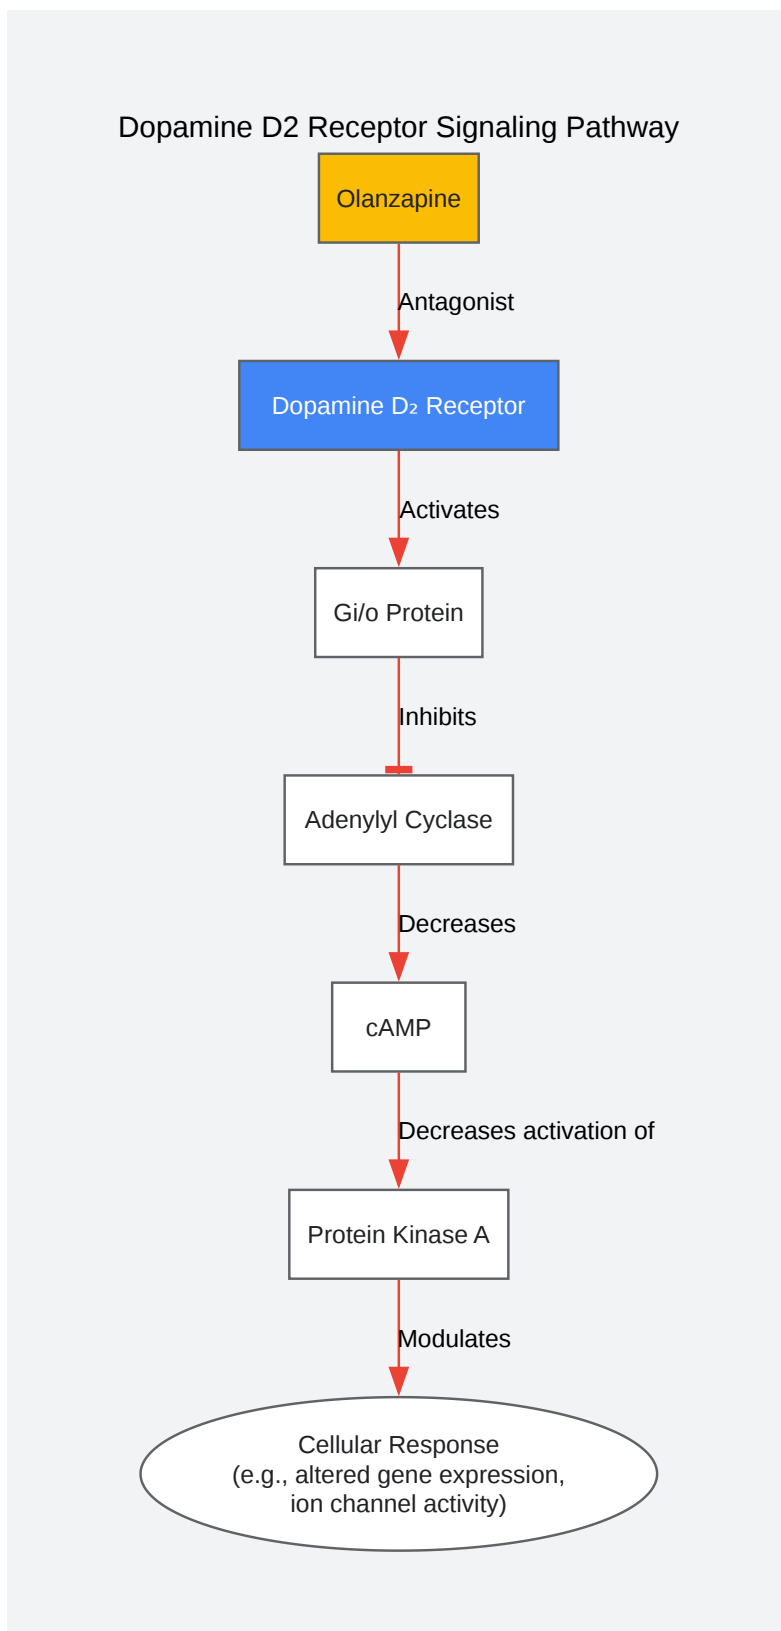 Dopamine D2 Receptor Signaling Pathway
Olanzapine
Antagonist
Dopamine D₂ Receptor
Activates
Gi/o Protein
Inhibits
Adenylyl Cyclase
Decreases
cAMP
Decreases activation of
Protein Kinase A
Modulates
Cellular Response
(e.g., altered gene expression,
ion channel activity)